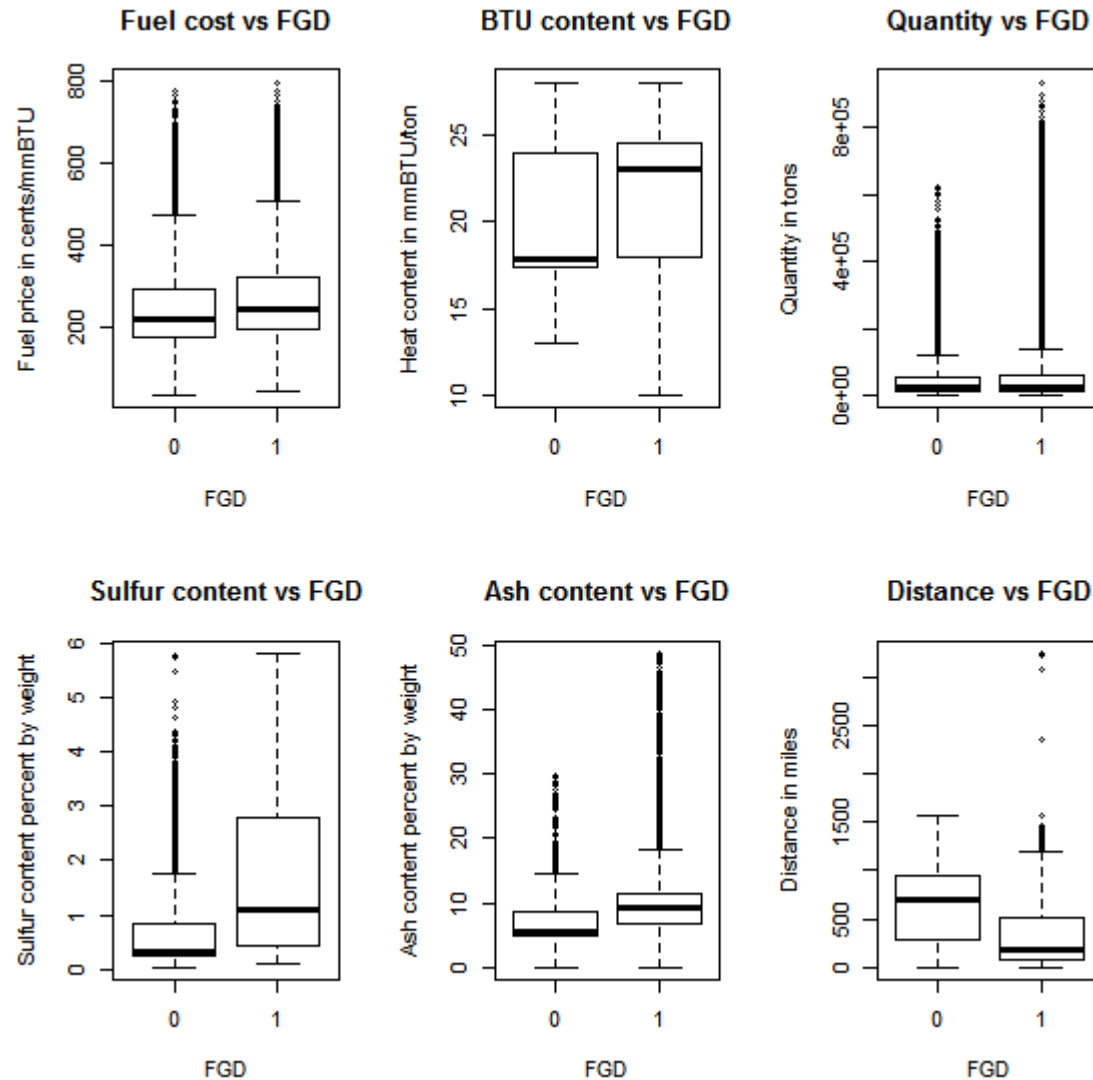 Fuel cost vs FGD
Fuel price in cents/mmBTU
800
600
400
200
0 1
FGD
BTU content vs FGD
Heat content in mmBTU/ton
25
20
15
10
0 1
FGD
Quantity vs FGD
Quantity in tons
8e+05
4e+05
0e+00
0 1
FGD
Sulfur content vs FGD
Sulfur content percent by weight
6
5
4
3
2
1
0
0 1
FGD
Ash content vs FGD
Ash content percent by weight
50
40
30
20
10
0
0 1
FGD
Distance vs FGD
Distance in miles
2500
1500
500
0
0 1
FGD